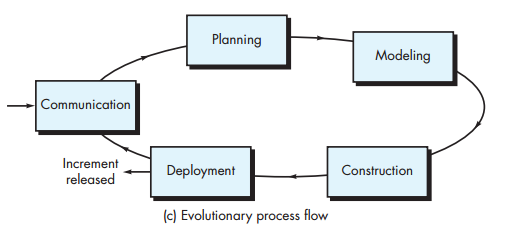 Planning
Modeling
Communication
Increment
released
Deployment
Construction
(c) Evolutionary process flow